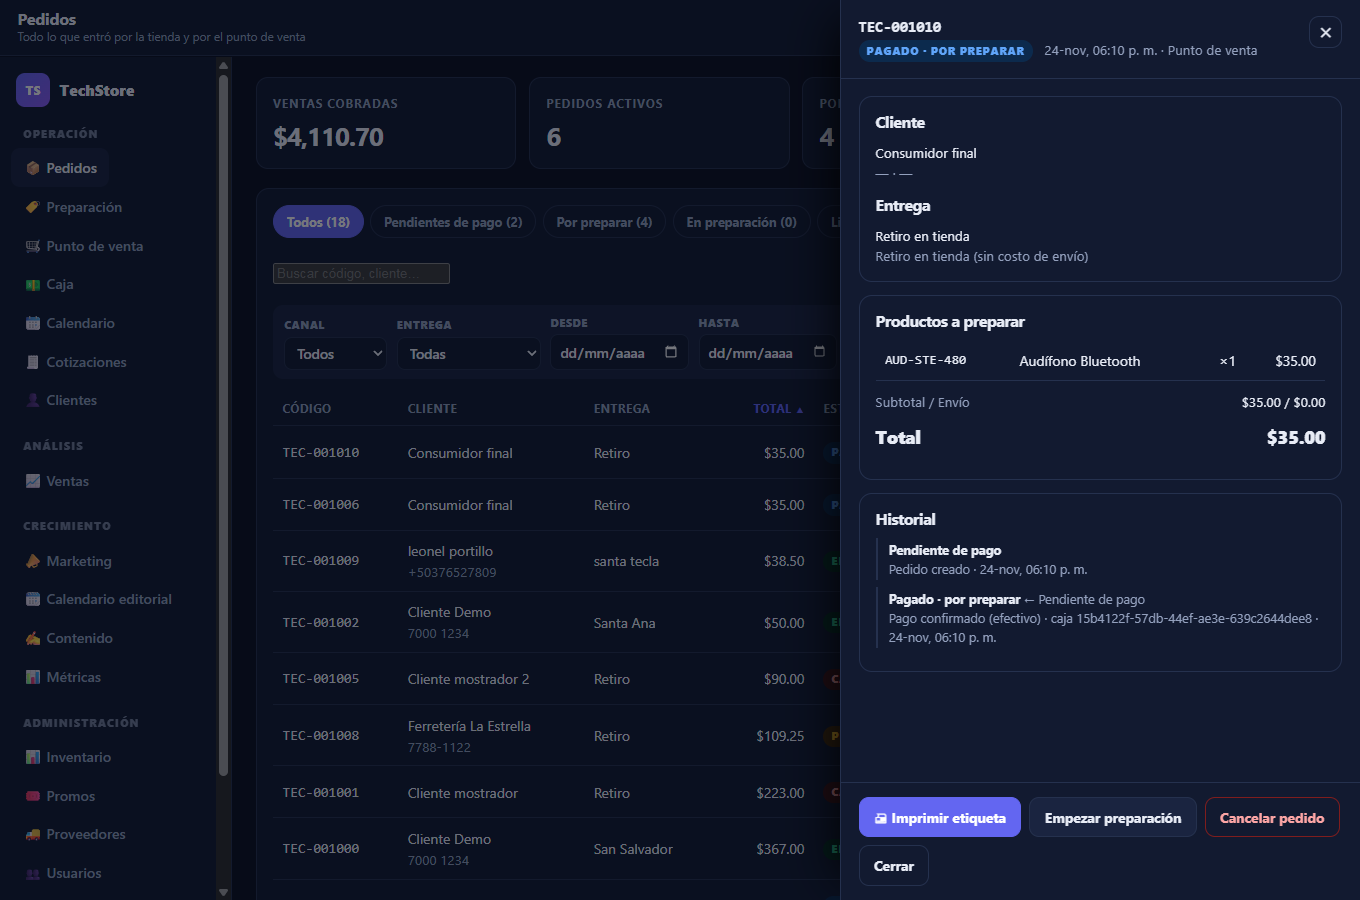 Pedidos
Todo lo que entró por la tienda y por el punto de venta
TS TechStore
OPERACIÓN
Pedidos
Preparación
Punto de venta
Caja
Calendario
Cotizaciones
Clientes
ANÁLISIS
Ventas
CRECIMIENTO
Marketing
Calendario editorial
Contenido
Métricas
ADMINISTRACIÓN
Inventario
Promos
Proveedores
Usuarios
VENTAS COBRADAS
$4,110.70
PEDIDOS ACTIVOS
6
4
Todos (18) Pendientes de pago (2) Por preparar (4) En preparación (0)
Buscar código, cliente...
CANAL ENTREGA DESDE HASTA
Todos Todas dd/mm/aaaa dd/mm/aaaa
CÓDIGO CLIENTE ENTREGA TOTAL ▲
TEC-001010 Consumidor final Retiro $35.00
TEC-001006 Consumidor final Retiro $35.00
TEC-001009 leonel portillo +50376527809 santa tecla $38.50
TEC-001002 Cliente Demo 7000 1234 Santa Ana $50.00
TEC-001005 Cliente mostrador 2 Retiro $90.00
TEC-001008 Ferretería La Estrella 7788-1122 Retiro $109.25
TEC-001001 Cliente mostrador Retiro $223.00
TEC-001000 Cliente Demo 7000 1234 San Salvador $367.00
TEC-001010
PAGADO · POR PREPARAR 24-nov, 06:10 p. m. · Punto de venta
Cliente
Consumidor final
— · —
Entrega
Retiro en tienda
Retiro en tienda (sin costo de envío)
Productos a preparar
AUD-STE-480 Audífono Bluetooth ×1 $35.00
Subtotal / Envío $35.00 / $0.00
Total $35.00
Historial
Pendiente de pago
Pedido creado · 24-nov, 06:10 p. m.
Pagado · por preparar ← Pendiente de pago
Pago confirmado (efectivo) · caja 15b4122f-57db-44ef-ae3e-639c2644dee8 ·
24-nov, 06:10 p. m.
Imprimir etiqueta Empezar preparación Cancelar pedido
Cerrar